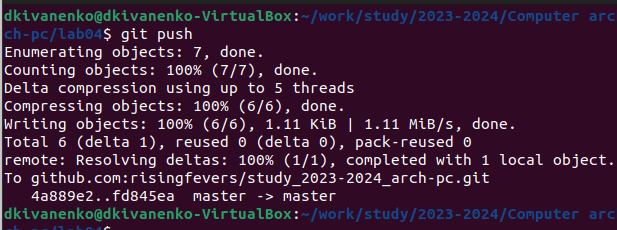 dkivanenko@dkivanenko-VirtualBox:~/work/study/2023-2024/Computer arc
ch-pc/lab04$ git push
Enumerating objects: 7, done.
Counting objects: 100% (7/7), done.
Delta compression using up to 5 threads
Compressing objects: 100% (6/6), done.
Writing objects: 100% (6/6), 1.11 KiB | 1.11 MiB/s, done.
Total 6 (delta 1), reused 0 (delta 0), pack-reused 0
remote: Resolving deltas: 100% (1/1), completed with 1 local object.
To github.com:risingfevers/study_2023-2024_arch-pc.git
4a889e2..fd845ea  master -> master
dkivanenko@dkivanenko-VirtualBox:~/work/study/2023-2024/Computer arc
ch-pc/lab04$